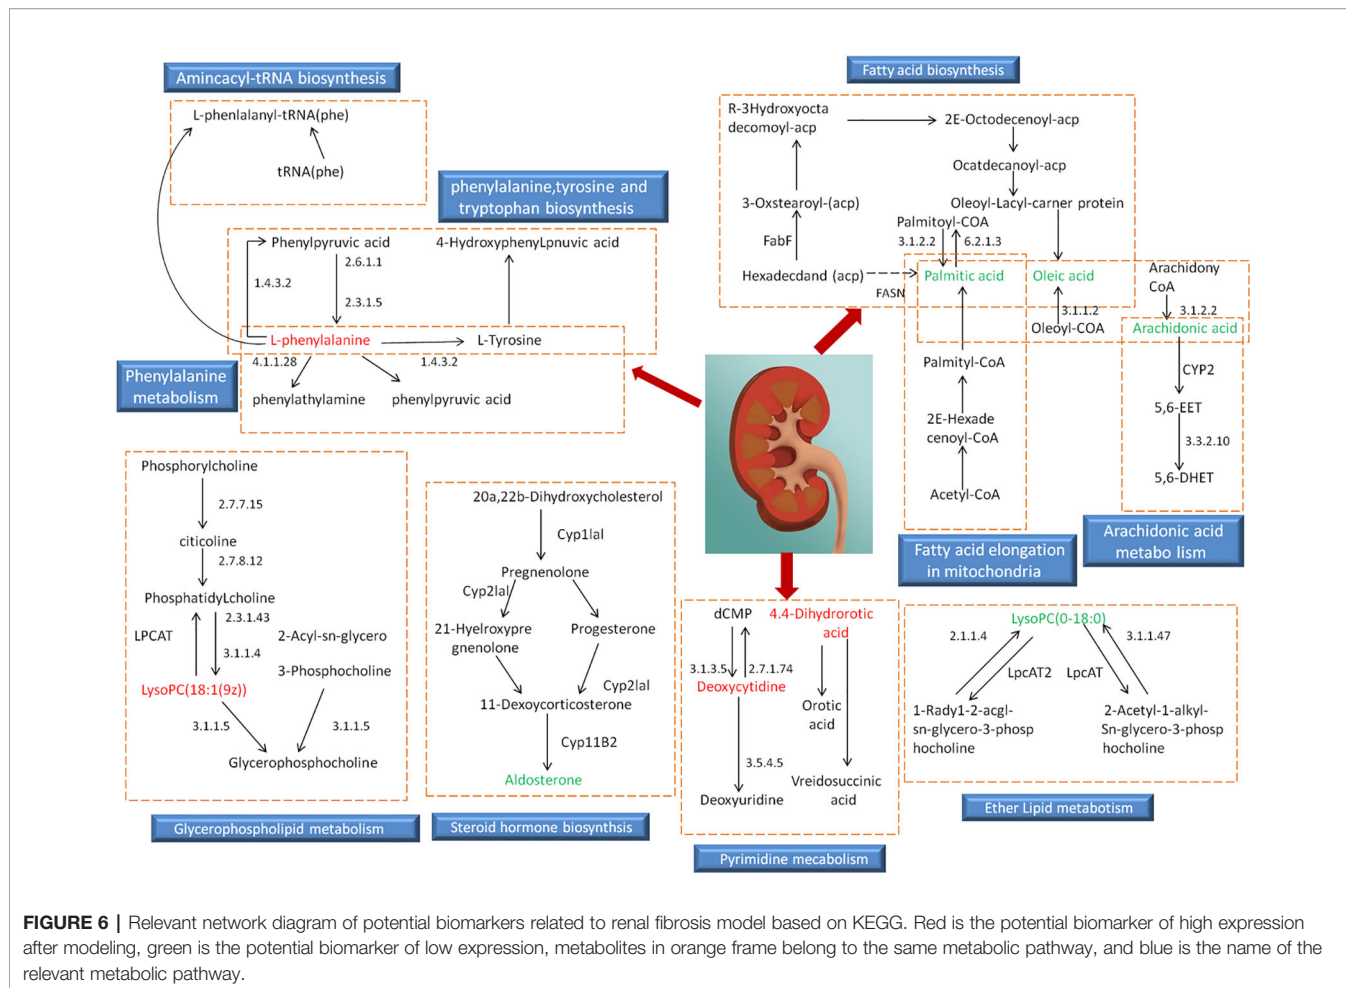 Amincacyl-tRNA biosynthesis
L-phenlalanyl-tRNA(phe)
tRNA(phe)
phenylalanine,tyrosine and
tryptophan biosynthesis
Phenylpyruvic acid
4-HydroxyphenyLpnuvic acid
2.6.1.1
1.4.3.2
2.3.1.5
L-phenylalanine
L-Tyrosine
4.1.1.28
1.4.3.2
Phenylalanine
metabolism
phenylathylamine
phenylpyruvic acid
Fatty acid biosynthesis
R-3Hydroxyocta
decomoyl-acp
2E-Octodecenoyl-acp
Ocatdecanoyl-acp
3-Oxstearoyl-(acp)
Oleoyl-Lacyl-carner protein
Palmitoyl-COA
FabF
3.1.2.2
6.2.1.3
Hexadecdand (acp)
FASN
Palmitic acid
Oleic acid
Arachidony
CoA
3.1.1.2
3.1.2.2
Oleoyl-COA
Arachidonic acid
Palmityl-CoA
CYP2
2E-Hexade
cenoyl-CoA
5,6-EET
3.3.2.10
Acetyl-CoA
5,6-DHET
Fatty acid elongation
in mitochondria
Arachidonic acid
metabo lism
Phosphorylcholine
2.7.7.15
citicoline
2.7.8.12
PhosphatidyLcholine
LPCAT
2.3.1.43
2-Acyl-sn-glycero
3.1.1.4
3-Phosphocholine
LysoPC(18:1(9z))
3.1.1.5
3.1.1.5
Glycerophosphocholine
Glycerophospholipid metabolism
20a,22b-Dihydroxycholesterol
Cyp1lal
Pregnenolone
Cyp2lal
21-Hyelroxypre
gnenolone
Progesterone
Cyp2lal
11-Dexoycorticosterone
Cyp11B2
Aldosterone
Steroid hormone biosynthsis
dCMP
4.4-Dihydrorotic
acid
3.1.3.5
2.7.1.74
Deoxycytidine
Orotic
acid
3.5.4.5
Deoxyuridine
Vreidosuccinic
acid
Pyrimidine mecabolism
LysoPC(0-18:0)
2.1.1.4
3.1.1.47
LpcAT2
LpcAT
1-Rady1-2-acgl-
sn-glycero-3-phosp
hocholine
2-Acetyl-1-alkyl-
Sn-glycero-3-phosp
hocholine
Ether Lipid metabotism
FIGURE 6 | Relevant network diagram of potential biomarkers related to renal fibrosis model based on KEGG. Red is the potential biomarker of high expression
after modeling, green is the potential biomarker of low expression, metabolites in orange frame belong to the same metabolic pathway, and blue is the name of the
relevant metabolic pathway.